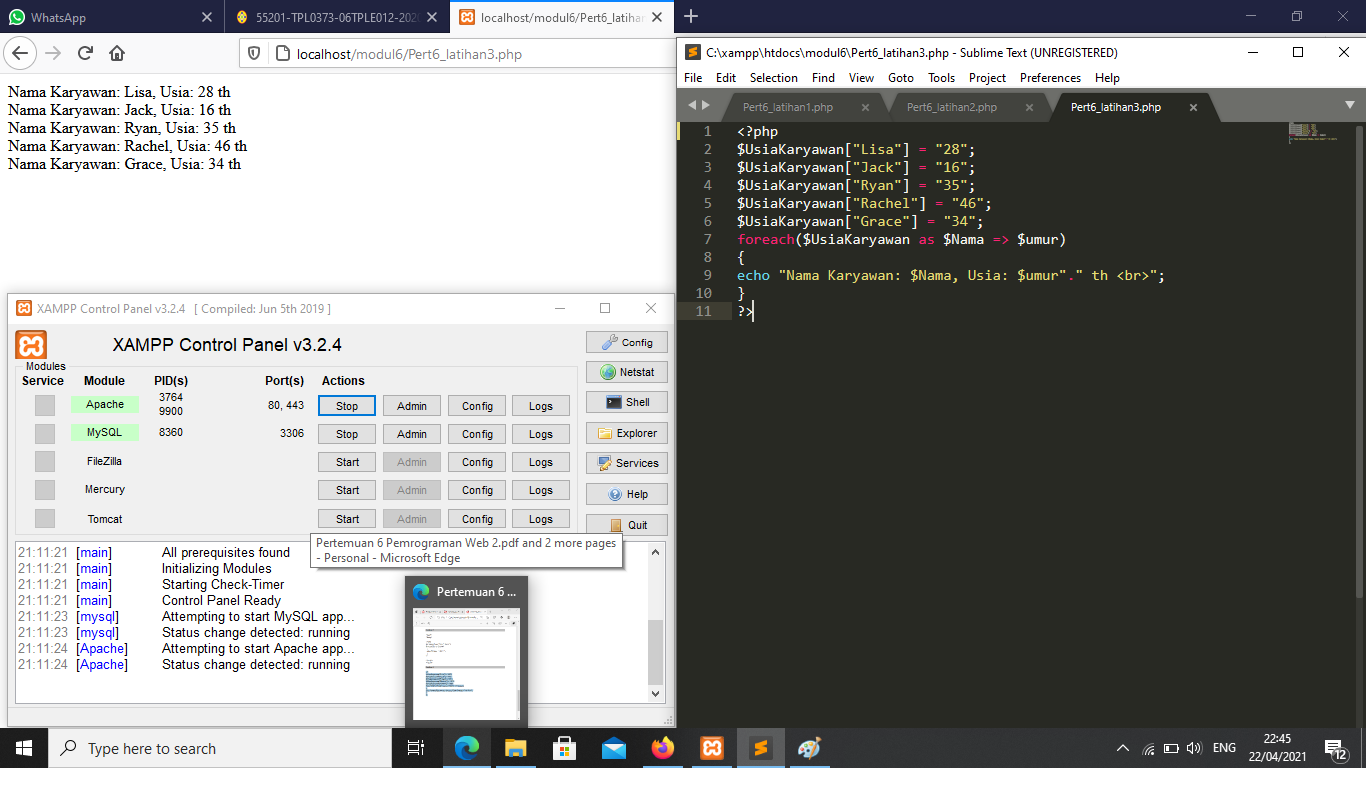 WhatsApp
55201-TPL0373-06TPLE012-202
localhost/modul6/Pert6_latihan
localhost/modul6/Pert6_latihan3.php
Nama Karyawan: Lisa, Usia: 28 th
Nama Karyawan: Jack, Usia: 16 th
Nama Karyawan: Ryan, Usia: 35 th
Nama Karyawan: Rachel, Usia: 46 th
Nama Karyawan: Grace, Usia: 34 th
C:\xampp\htdocs\modul6\Pert6_latihan3.php - Sublime Text (UNREGISTERED)
File Edit Selection Find View Goto Tools Project Preferences Help
Pert6_latihan1.php Pert6_latihan2.php Pert6_latihan3.php
1 <?php
2 $UsiaKaryawan["Lisa"] = "28";
3 $UsiaKaryawan["Jack"] = "16";
4 $UsiaKaryawan["Ryan"] = "35";
5 $UsiaKaryawan["Rachel"] = "46";
6 $UsiaKaryawan["Grace"] = "34";
7 foreach($UsiaKaryawan as $Nama => $umur)
8 {
9 echo "Nama Karyawan: $Nama, Usia: $umur"." th <br>";
10 }
11 ?>
XAMPP Control Panel v3.2.4 [ Compiled: Jun 5th 2019 ]
XAMPP Control Panel v3.2.4
Modules
Service Module PID(s) Port(s) Actions
Apache 3764 9900 80, 443 Stop Admin Config Logs
MySQL 8360 3306 Stop Admin Config Logs
FileZilla Start Admin Config Logs
Mercury Start Admin Config Logs
Tomcat Start Admin Config Logs
Config
Netstat
Shell
Explorer
Services
Help
Quit
21:11:21 [main] All prerequisites found
21:11:21 [main] Initializing Modules
21:11:21 [main] Starting Check-Timer
21:11:21 [main] Control Panel Ready
21:11:23 [mysql] Attempting to start MySQL app...
21:11:23 [mysql] Status change detected: running
21:11:24 [Apache] Attempting to start Apache app...
21:11:24 [Apache] Status change detected: running
Pertemuan 6 Pemrograman Web 2.pdf and 2 more pages
- Personal - Microsoft Edge
Pertemuan 6 ...
Type here to search
ENG
22:45
22/04/2021
12